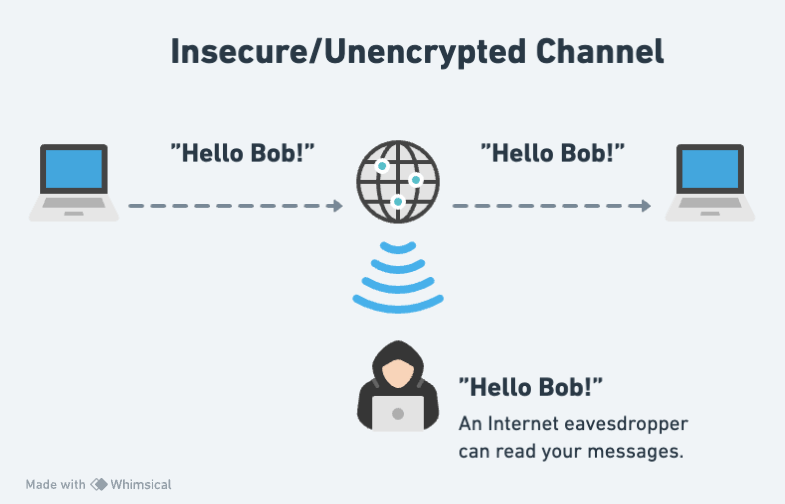 Insecure/Unencrypted Channel
”Hello Bob!”
”Hello Bob!”
”Hello Bob!”
An Internet eavesdropper
can read your messages.
Made with Whimsical